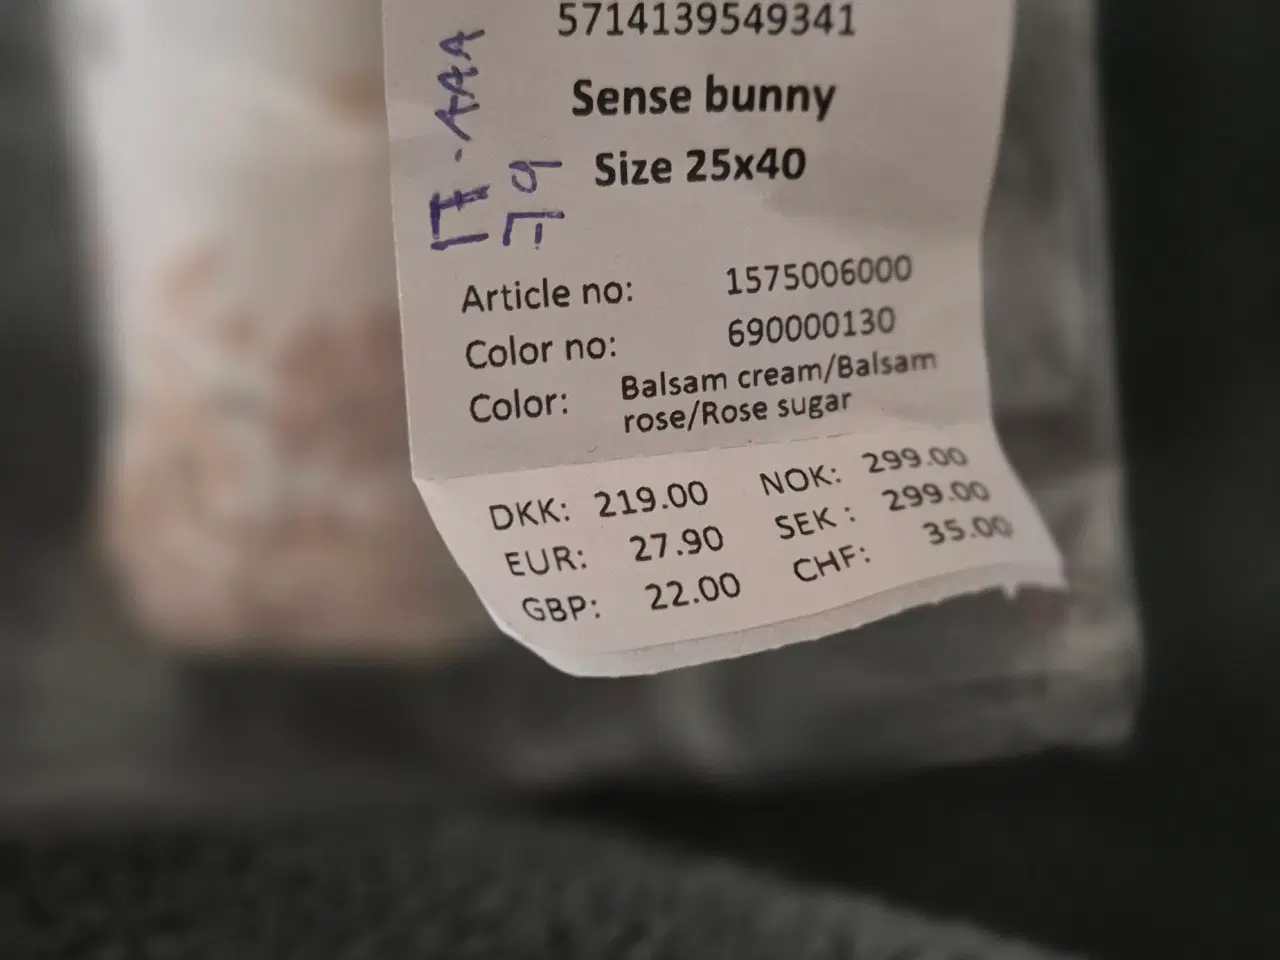 5714139549341
Sense bunny
Size 25x40
Article no: 1575006000
Color no: 690000130
Color: Balsam cream/Balsam
rose/Rose sugar
DKK: 219.00 NOK: 299.00
EUR: 27.90 SEK : 299.00
GBP: 22.00 CHF: 35.00